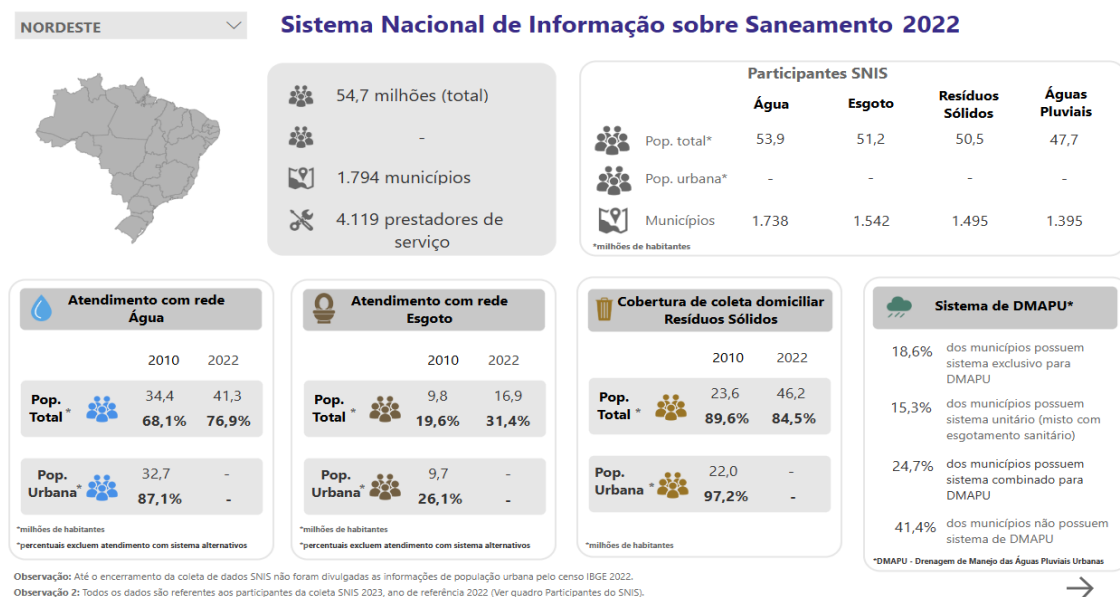 NORDESTE
Sistema Nacional de Informação sobre Saneamento 2022
54,7 milhões (total)
-
1.794 municípios
4.119 prestadores de
serviço
Participantes SNIS
Água Esgoto Resíduos Sólidos Águas Pluviais
Pop. total* 53,9 51,2 50,5 47,7
Pop. urbana* - - - -
Municípios 1.738 1.542 1.495 1.395
*milhões de habitantes
Atendimento com rede
Água
2010 2022
Pop. Total * 34,4 41,3
68,1% 76,9%
Pop. Urbana * 32,7 -
87,1% -
*milhões de habitantes
*percentuais excluem atendimento com sistema alternativos
Atendimento com rede
Esgoto
2010 2022
Pop. Total * 9,8 16,9
19,6% 31,4%
Pop. Urbana * 9,7 -
26,1% -
*milhões de habitantes
*percentuais excluem atendimento com sistema alternativos
Cobertura de coleta domiciliar
Resíduos Sólidos
2010 2022
Pop. Total * 23,6 46,2
89,6% 84,5%
Pop. Urbana * 22,0 -
97,2% -
*milhões de habitantes
Sistema de DMAPU*
18,6% dos municípios possuem
sistema exclusivo para
DMAPU
15,3% dos municípios possuem
sistema unitário (misto com
esgotamento sanitário)
24,7% dos municípios possuem
sistema combinado para
DMAPU
41,4% dos municípios não possuem
sistema de DMAPU
*DMAPU - Drenagem de Manejo das Águas Pluviais Urbanas
Observação: Até o encerramento da coleta de dados SNIS não foram divulgadas as informações de população urbana pelo censo IBGE 2022.
Observação 2: Todos os dados são referentes aos participantes da coleta SNIS 2023, ano de referência 2022 (Ver quadro Participantes do SNIS).